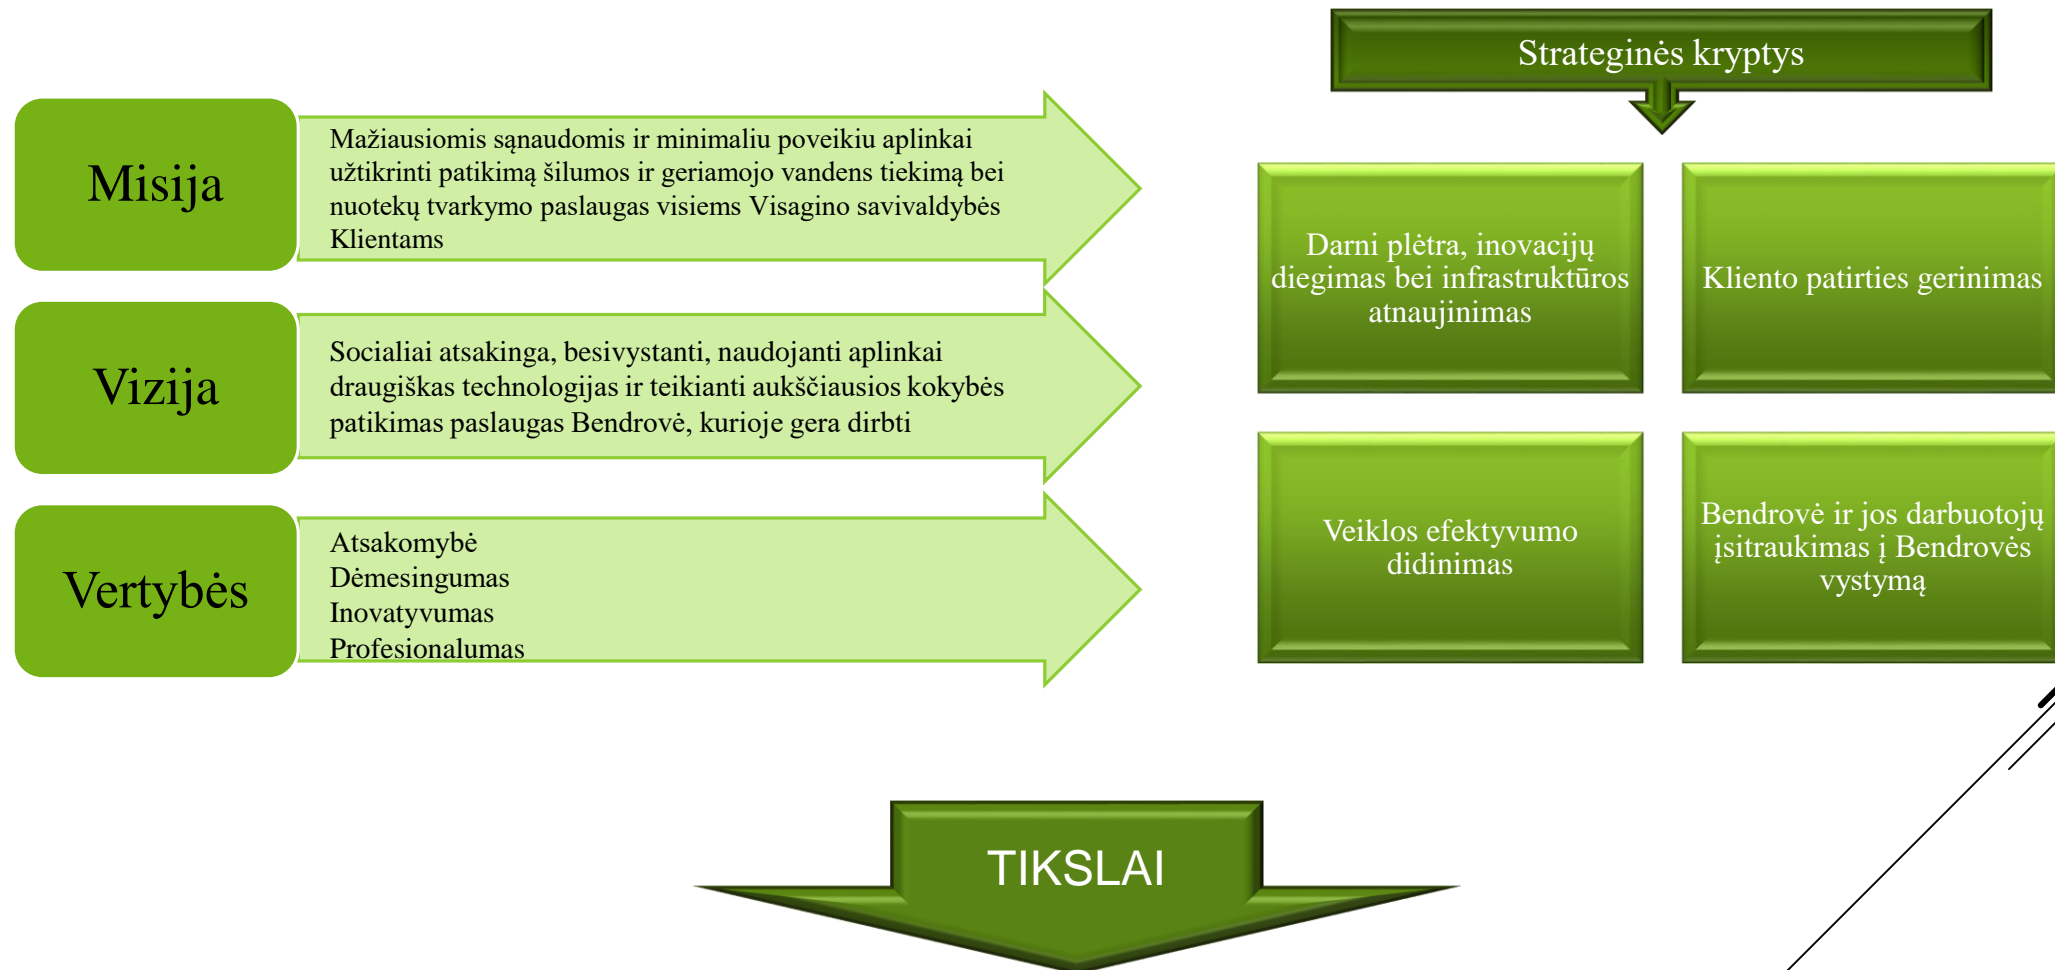 Misija
Mažiausiomis sąnaudomis ir minimaliu poveikiu aplinkai
užtikrinti patikimą šilumos ir geriamojo vandens tiekimą bei
nuotekų tvarkymo paslaugas visiems Visagino savivaldybės
Klientams
Vizija
Socialiai atsakinga, besivystanti, naudojanti aplinkai
draugiškas technologijas ir teikianti aukščiausios kokybės
patikimas paslaugas Bendrovė, kurioje gera dirbti
Vertybės
Atsakomybė
Dėmesingumas
Inovatyvumas
Profesionalumas
Strateginės kryptys
Darni plėtra, inovacijų
diegimas bei infrastruktūros
atnaujinimas
Kliento patirties gerinimas
Veiklos efektyvumo
didinimas
Bendrovė ir jos darbuotojų
įsitraukimas į Bendrovės
vystymą
TIKSLAI